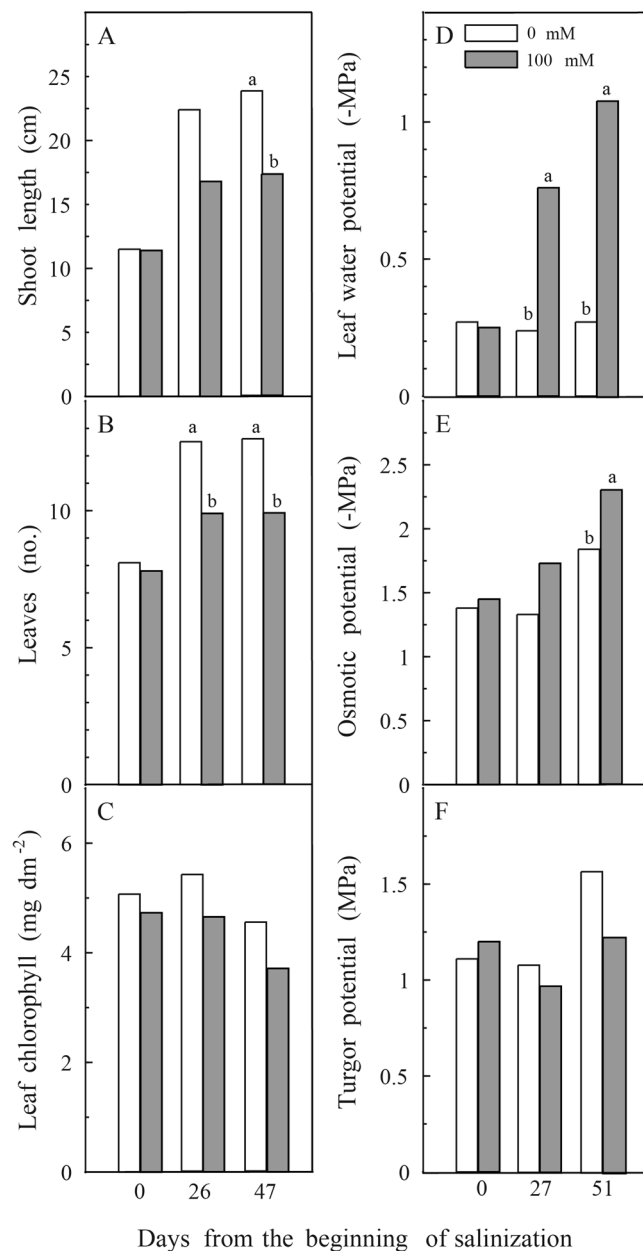 A
Shoot length (cm)
25
20
15
10
5
0
a
b
B
Leaves (no.)
10
5
0
a
b
a
b
C
Leaf chlorophyll (mg dm-2)
6
4
2
0
0 26 47
D
0 mM
100 mM
Leaf water potential (-MPa)
1
0.5
0
b
a
b
a
E
Osmotic potential (-MPa)
2.5
2
1.5
1
0.5
0
b
a
F
Turgor potential (MPa)
1.5
1
0.5
0
0 27 51
Days from the beginning of salinization